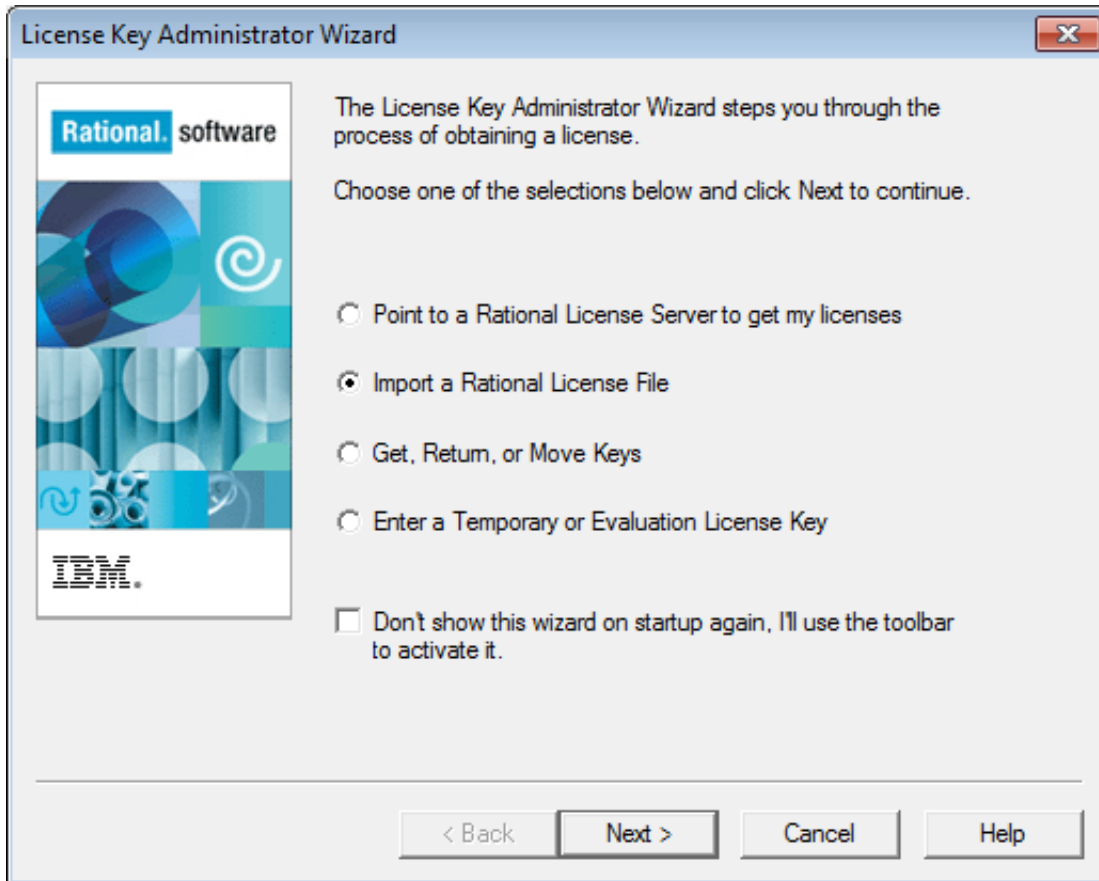 License Key Administrator Wizard
Rational. software
The License Key Administrator Wizard steps you through the
process of obtaining a license.
Choose one of the selections below and click Next to continue.
Point to a Rational License Server to get my licenses
Import a Rational License File
Get, Return, or Move Keys
Enter a Temporary or Evaluation License Key
IBM.
Don't show this wizard on startup again, I'll use the toolbar
to activate it.
< Back
Next >
Cancel
Help